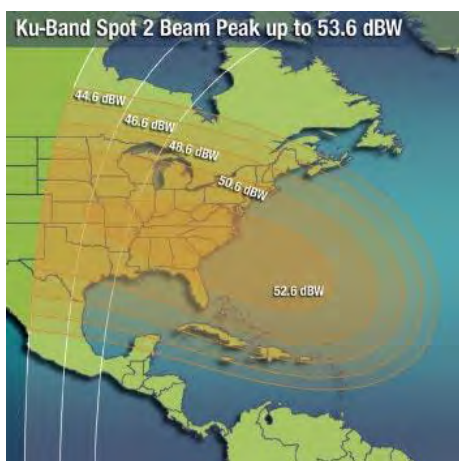 Ku-Band Spot 2 Beam Peak up to 53.6 dBW
44.6 dBW
46.6 dBW
48.6 dBW
50.6 dBW
52.6 dBW